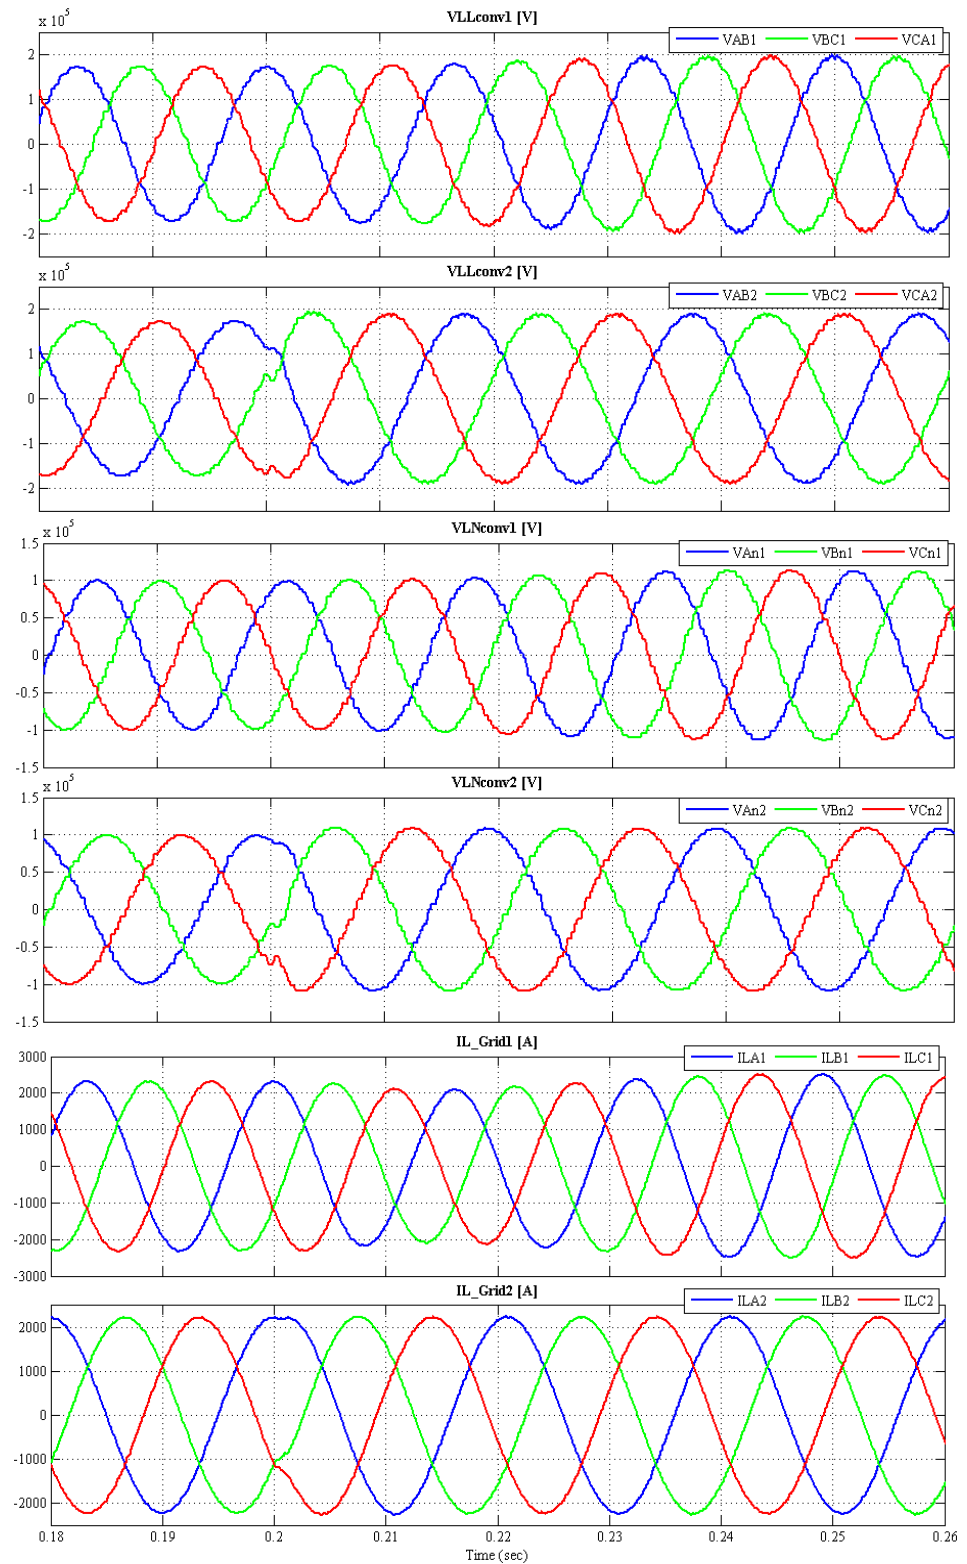 VLLconv1 [V]
x 10^5
VAB1 VBC1 VCA1
2
1
0
-1
-2
VLLconv2 [V]
x 10^5
VAB2 VBC2 VCA2
2
1
0
-1
-2
VLNconv1 [V]
x 10^5
VAn1 VBn1 VCn1
1.5
1
0.5
0
-0.5
-1
-1.5
VLNconv2 [V]
x 10^5
VAn2 VBn2 VCn2
1.5
1
0.5
0
-0.5
-1
-1.5
IL_Grid1 [A]
ILA1 ILB1 ILC1
3000
2000
1000
0
-1000
-2000
-3000
IL_Grid2 [A]
ILA2 ILB2 ILC2
2000
1000
0
-1000
-2000
0.18 0.19 0.2 0.21 0.22 0.23 0.24 0.25 0.26
Time (sec)